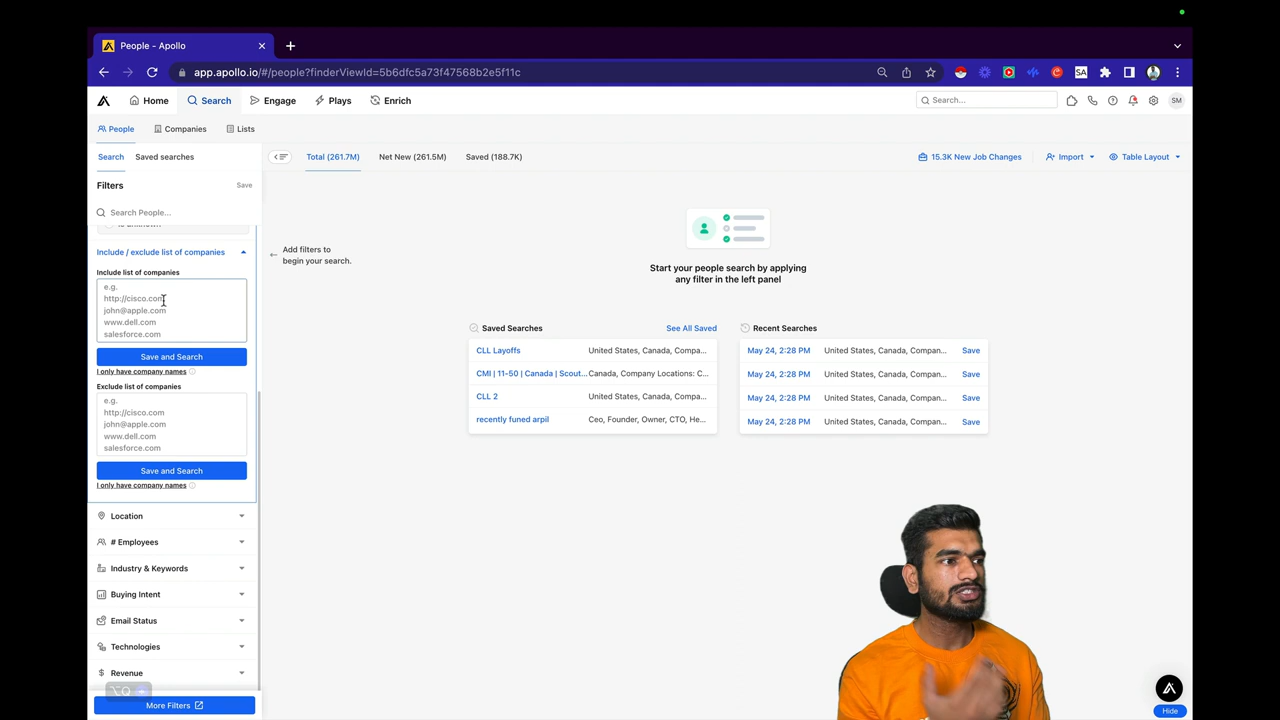 People - Apollo
app.apollo.io/#/people?finderViewId=5b6dfc5a73f47568b2e5f11c
SA
Home
Search
Engage
Plays
Enrich
Search...
SM
People
Companies
Lists
Search
Saved searches
Total (261.7M)
Net New (261.5M)
Saved (188.7K)
15.3K New Job Changes
Import
Table Layout
Filters
Save
Search People...
is unknown
Include / exclude list of companies
Include list of companies
e.g.
http://cisco.com
john@apple.com
www.dell.com
salesforce.com
Save and Search
I only have company names
Exclude list of companies
e.g.
http://cisco.com
john@apple.com
www.dell.com
salesforce.com
Save and Search
I only have company names
Location
# Employees
Industry & Keywords
Buying Intent
Email Status
Technologies
Revenue
More Filters
Add filters to
begin your search.
Start your people search by applying
any filter in the left panel
Saved Searches
See All Saved
CLL Layoffs United States, Canada, Compa...
CMI | 11-50 | Canada | Scout... Canada, Company Locations: C...
CLL 2 United States, Canada, Compa...
recently funed arpil Ceo, Founder, Owner, CTO, He...
Recent Searches
May 24, 2:28 PM United States, Canada, Compan... Save
May 24, 2:28 PM United States, Canada, Compan... Save
May 24, 2:28 PM United States, Canada, Compan... Save
May 24, 2:28 PM United States, Canada, Compan... Save
Hide